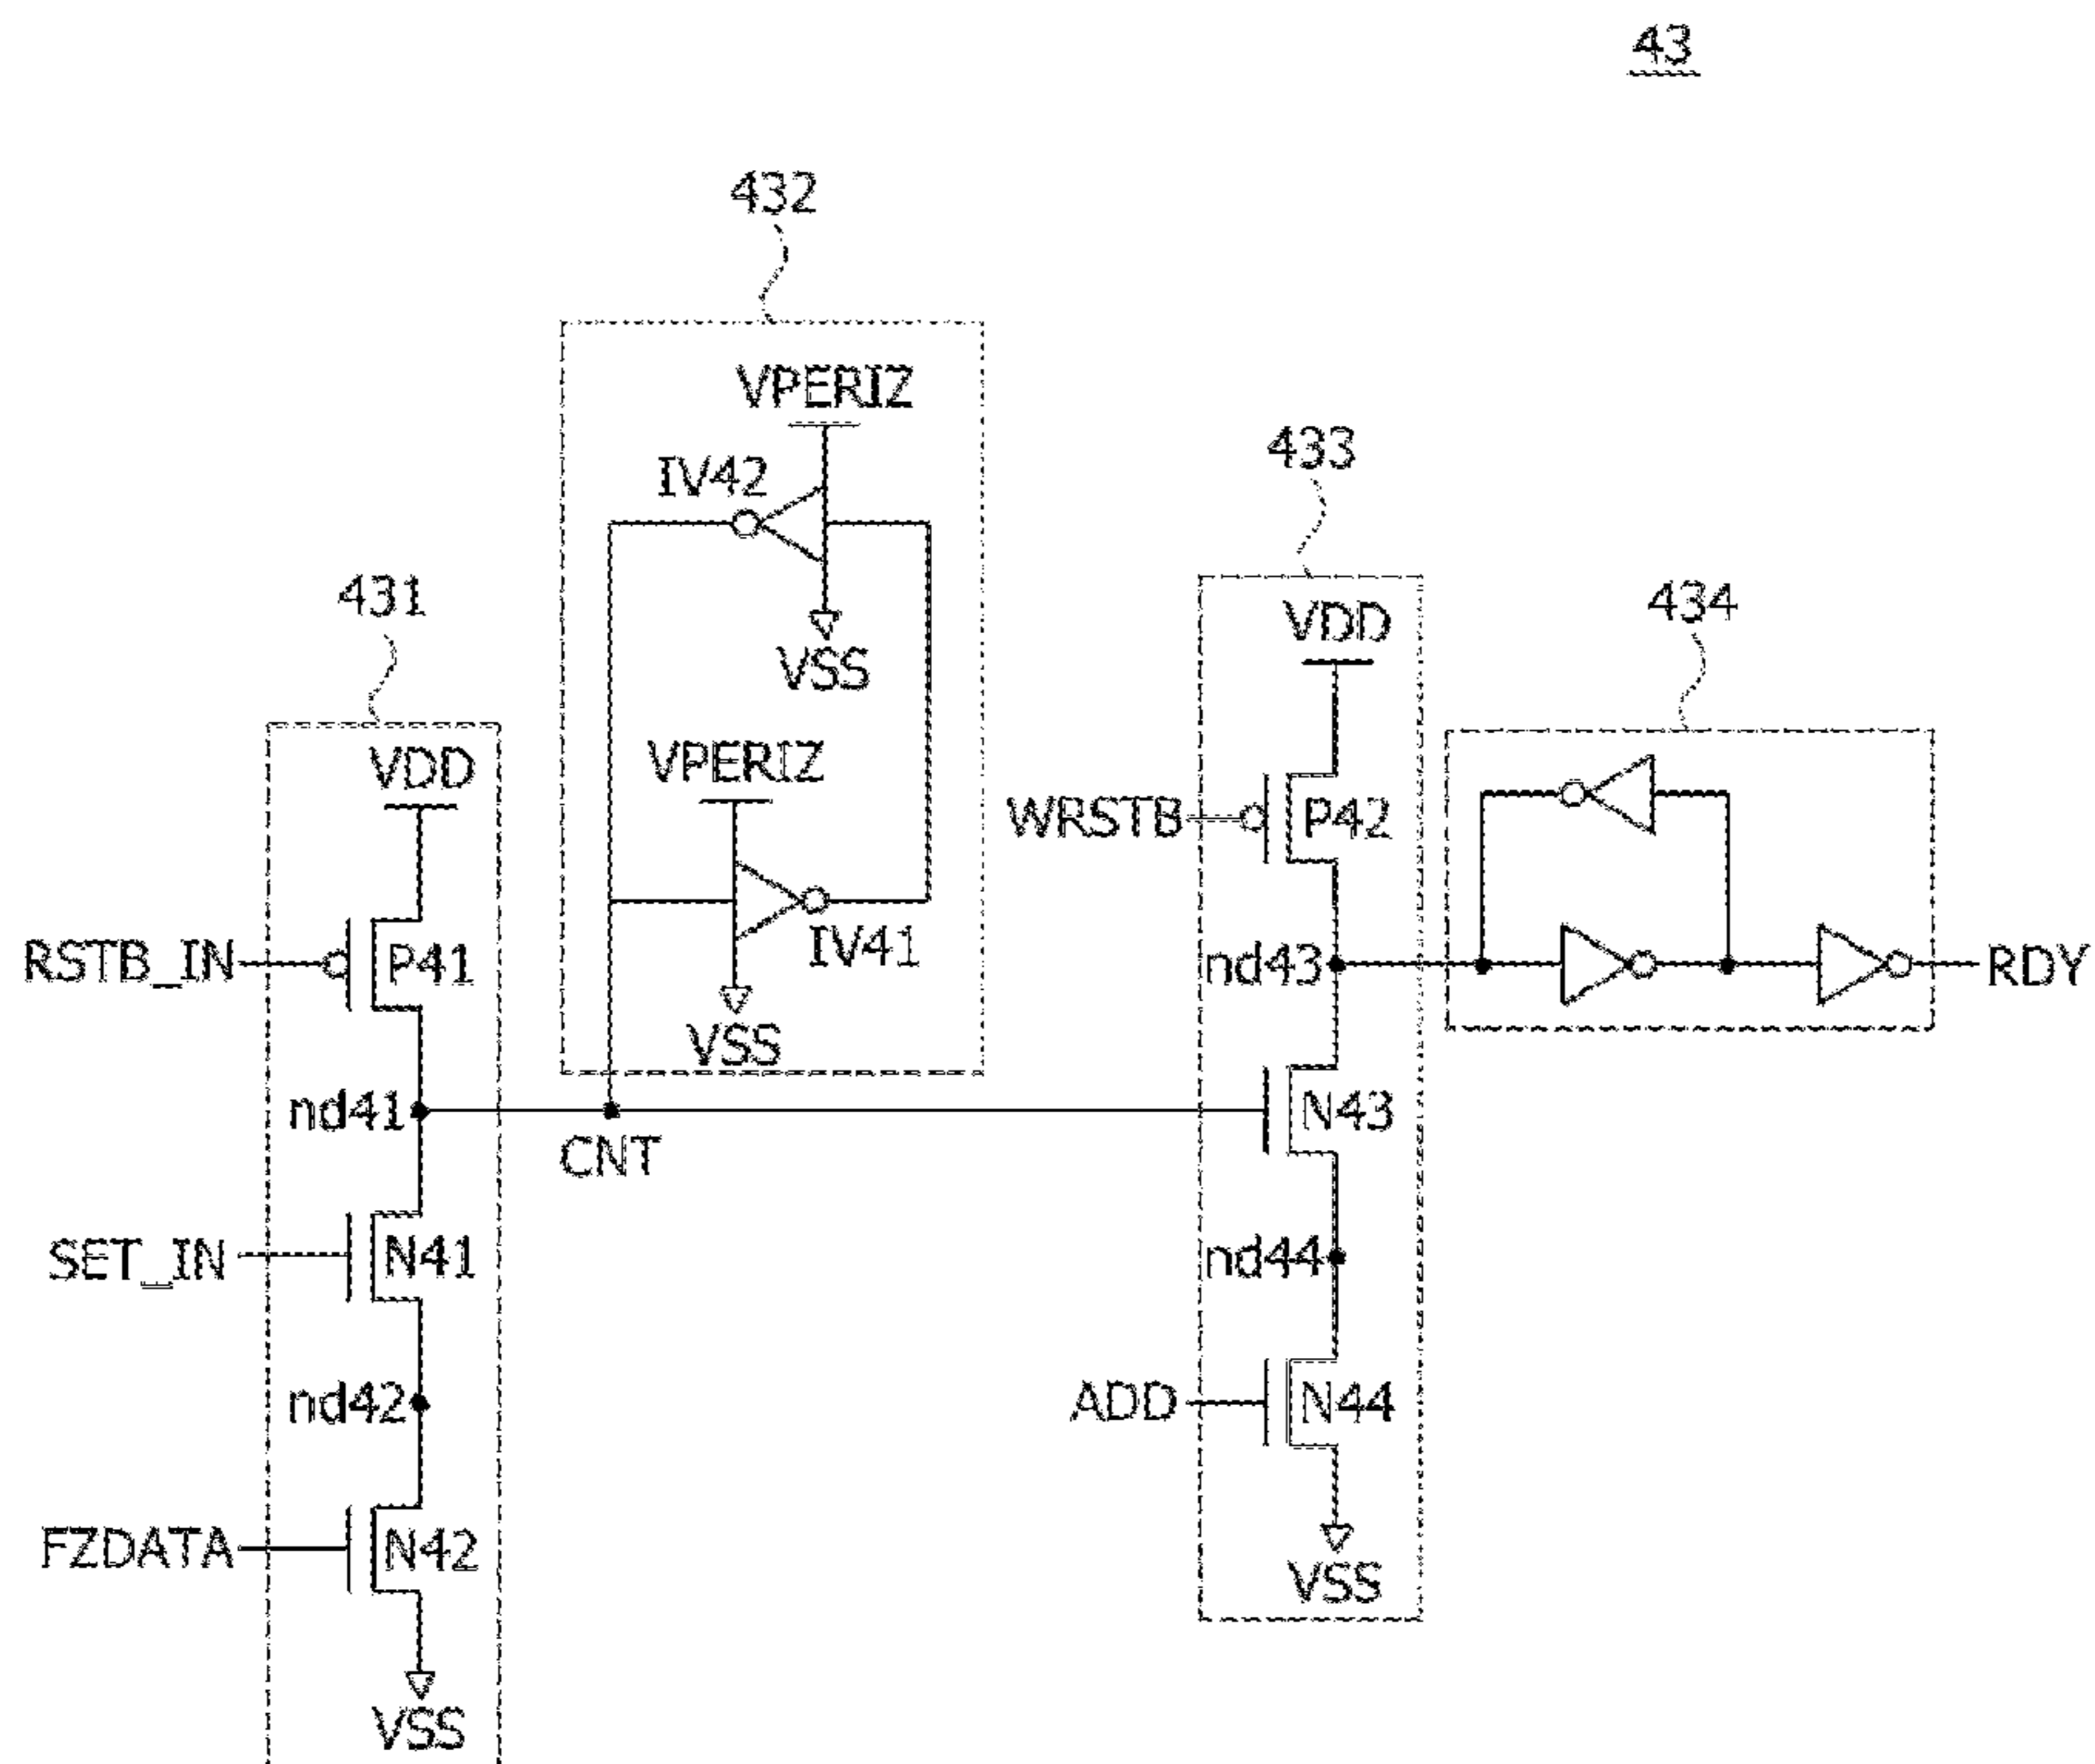 43
432
VPERIZ
IV42
VSS
VPERIZ
IV41
VSS
433
VDD
WRSTB
P42
nd43
N43
nd44
ADD
N44
VSS
434
RDY
431
VDD
RSTB_IN
P41
nd41
CNT
SET_IN
N41
nd42
FZDATA
N42
VSS